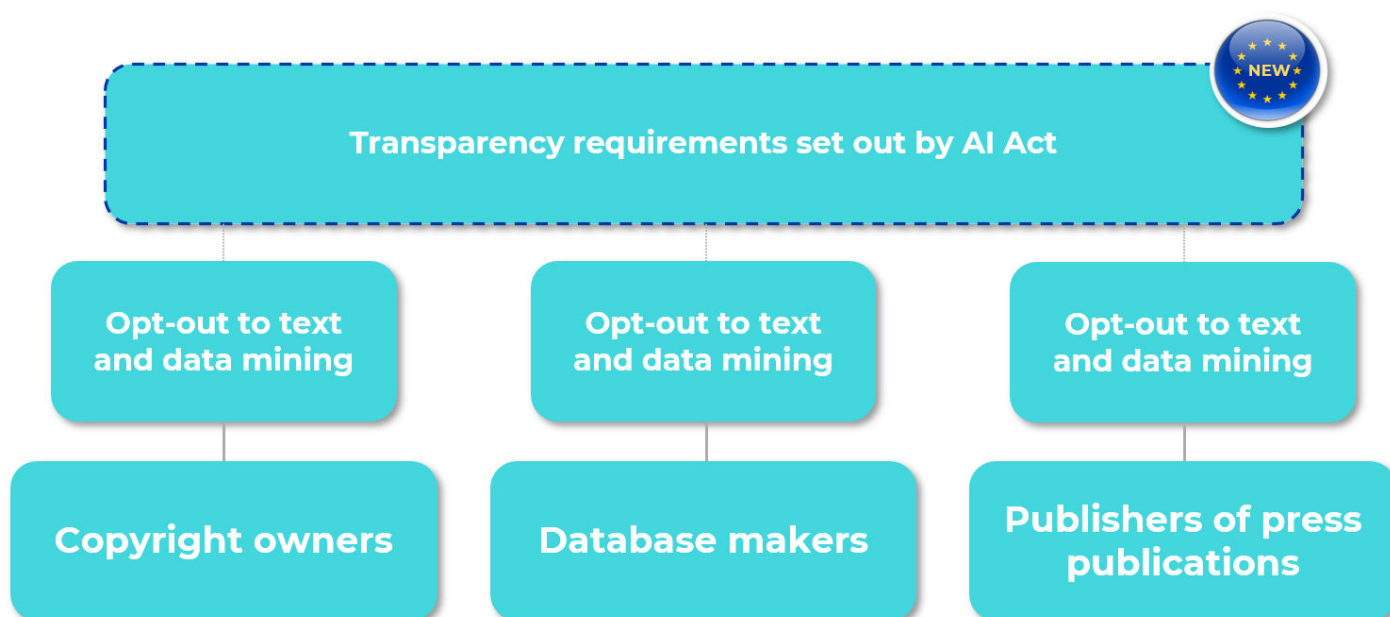 NEW
Transparency requirements set out by AI Act
Opt-out to text
and data mining
Opt-out to text
and data mining
Opt-out to text
and data mining
Copyright owners
Database makers
Publishers of press
publications